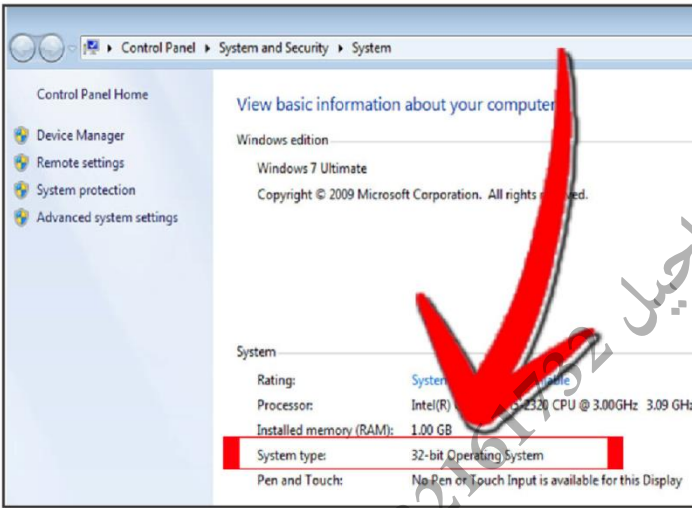 Control Panel ▸ System and Security ▸ System
Control Panel Home
Device Manager
Remote settings
System protection
Advanced system settings
View basic information about your computer
Windows edition
Windows 7 Ultimate
Copyright © 2009 Microsoft Corporation. All rights
System
Rating:
Processor: Intel(R) CPU @ 3.00GHz 3.09 GHz
Installed memory (RAM): 1.00 GB
System type: 32-bit Operating System
Pen and Touch: No Pen or Touch Input is available for this Display